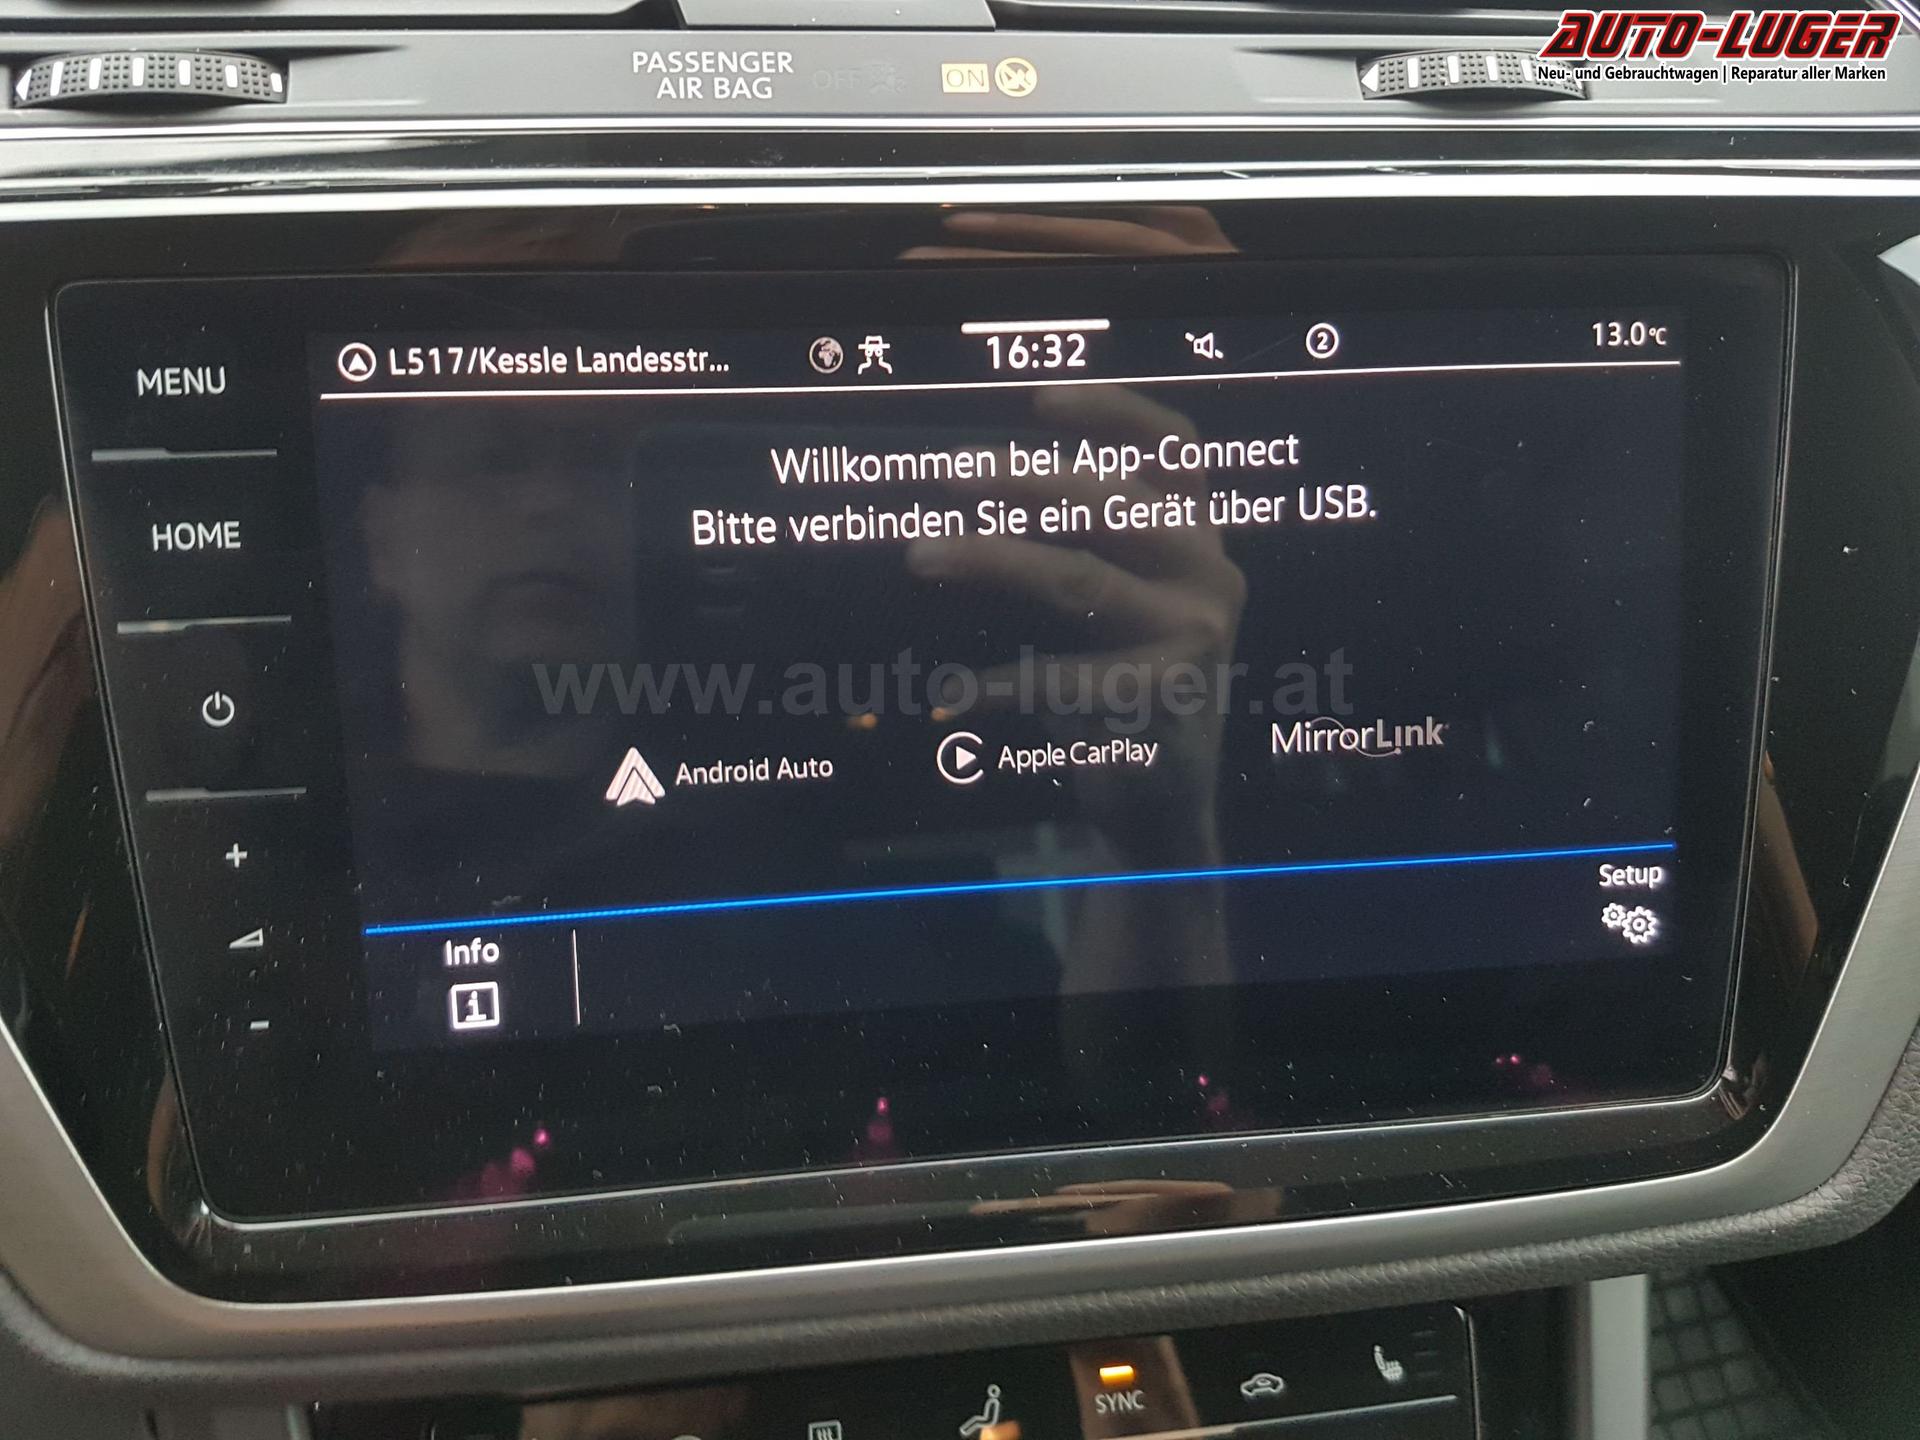 AUTO-LUGER
Neu- und Gebrauchtwagen | Reparatur aller Marken
PASSENGER
AIR BAG
OFF
ON
MENU
HOME
L517/Kessle Landesstr...
16:32
2
13.0°C
Willkommen bei App-Connect
Bitte verbinden Sie ein Gerät über USB.
www.auto-luger.at
Android Auto
Apple CarPlay
MirrorLink
Setup
Info
SYNC